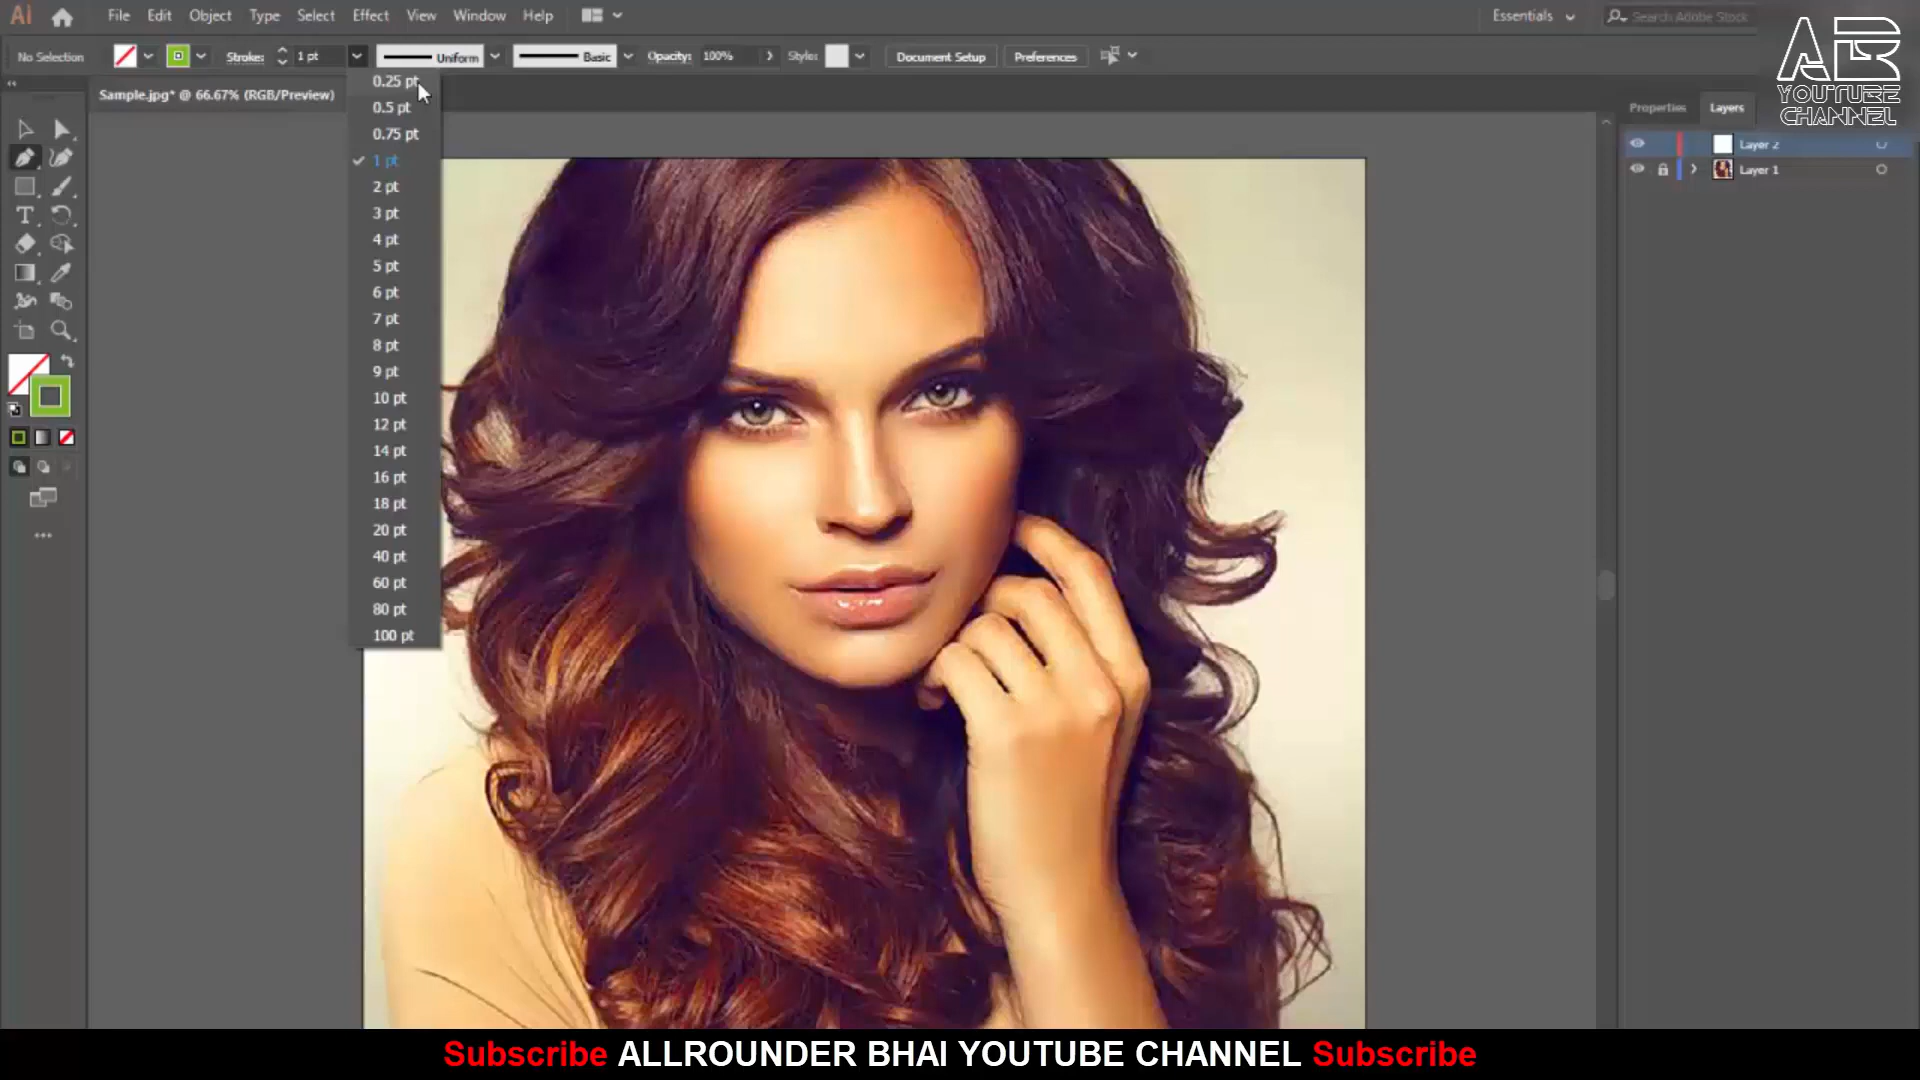 Ai File Edit Object Type Select Effect View Window Help Essentials Search Adobe Stock
No Selection Stroke: 1 pt Uniform Basic Opacity: 100% Style: Document Setup Preferences
Sample.jpg* @ 66.67% (RGB/Preview)
0.25 pt
0.5 pt
0.75 pt
1 pt
2 pt
3 pt
4 pt
5 pt
6 pt
7 pt
8 pt
9 pt
10 pt
12 pt
14 pt
16 pt
18 pt
20 pt
40 pt
60 pt
80 pt
100 pt
Properties Layers
Layer 2
Layer 1
AB
YOUTUBE
CHANNEL
Subscribe ALLROUNDER BHAI YOUTUBE CHANNEL Subscribe